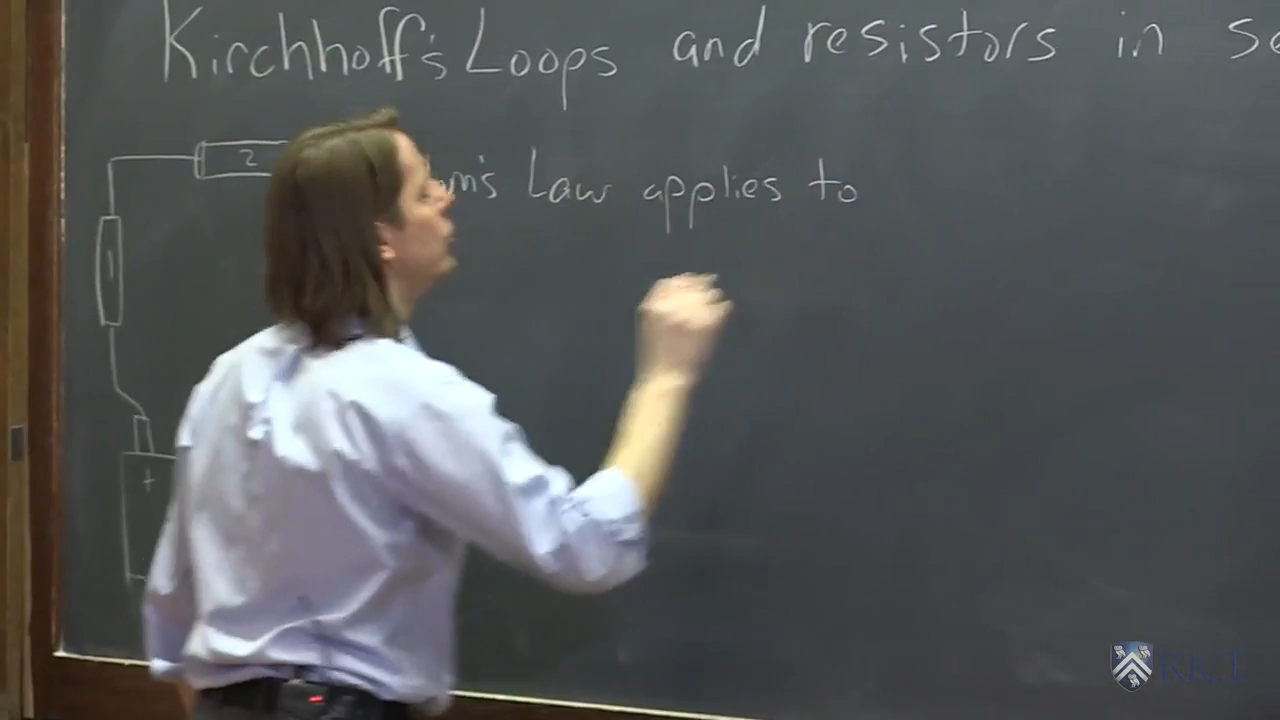 Kirchhoff's Loops and resistors in se
2
m's Law applies to
1
+
RICE